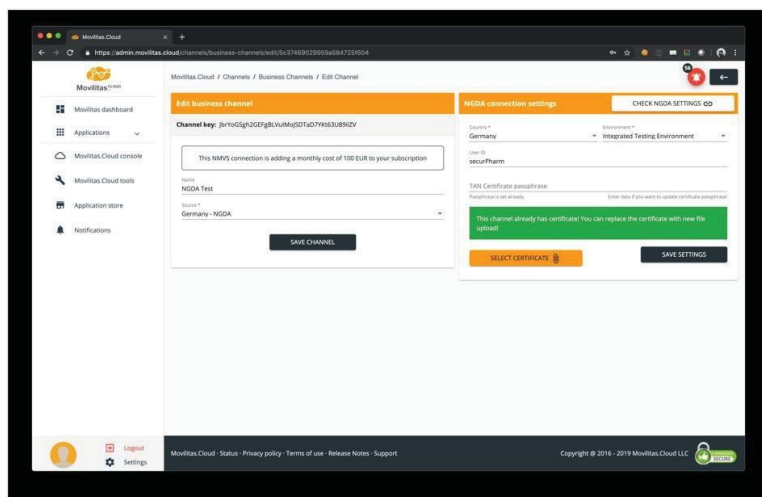 Movilitas.Cloud
https://admin.movilitas.cloud/channels/business-channels/edit/5c37469029959a584725f604
Movilitas CLOUD
Movilitas.Cloud / Channels / Business Channels / Edit Channel
56
Movilitas dashboard
Applications
Movilitas.Cloud console
Movilitas.Cloud tools
Application store
Notifications
Edit business channel
This NMVS connection is adding a monthly cost of 100 EUR to your subscription
Channel key:
Name
NGDA Test
Source *
Germany - NGDA
SAVE CHANNEL
NGDA connection settings
CHECK NGDA SETTINGS
Country *
Germany
Environment *
Integrated Testing Environment
User ID
securPharm
TAN Certificate passphrase
Passphrase is set already
Enter data if you want to update certificate passphrase!
This channel already has certificate! You can replace the certificate with new file
upload!
SELECT CERTIFICATE
SAVE SETTINGS
Logout
Settings
Movilitas.Cloud - Status - Privacy policy - Terms of use - Release Notes - Support
Copyright @ 2016 - 2019 Movilitas.Cloud LLC
SECURE